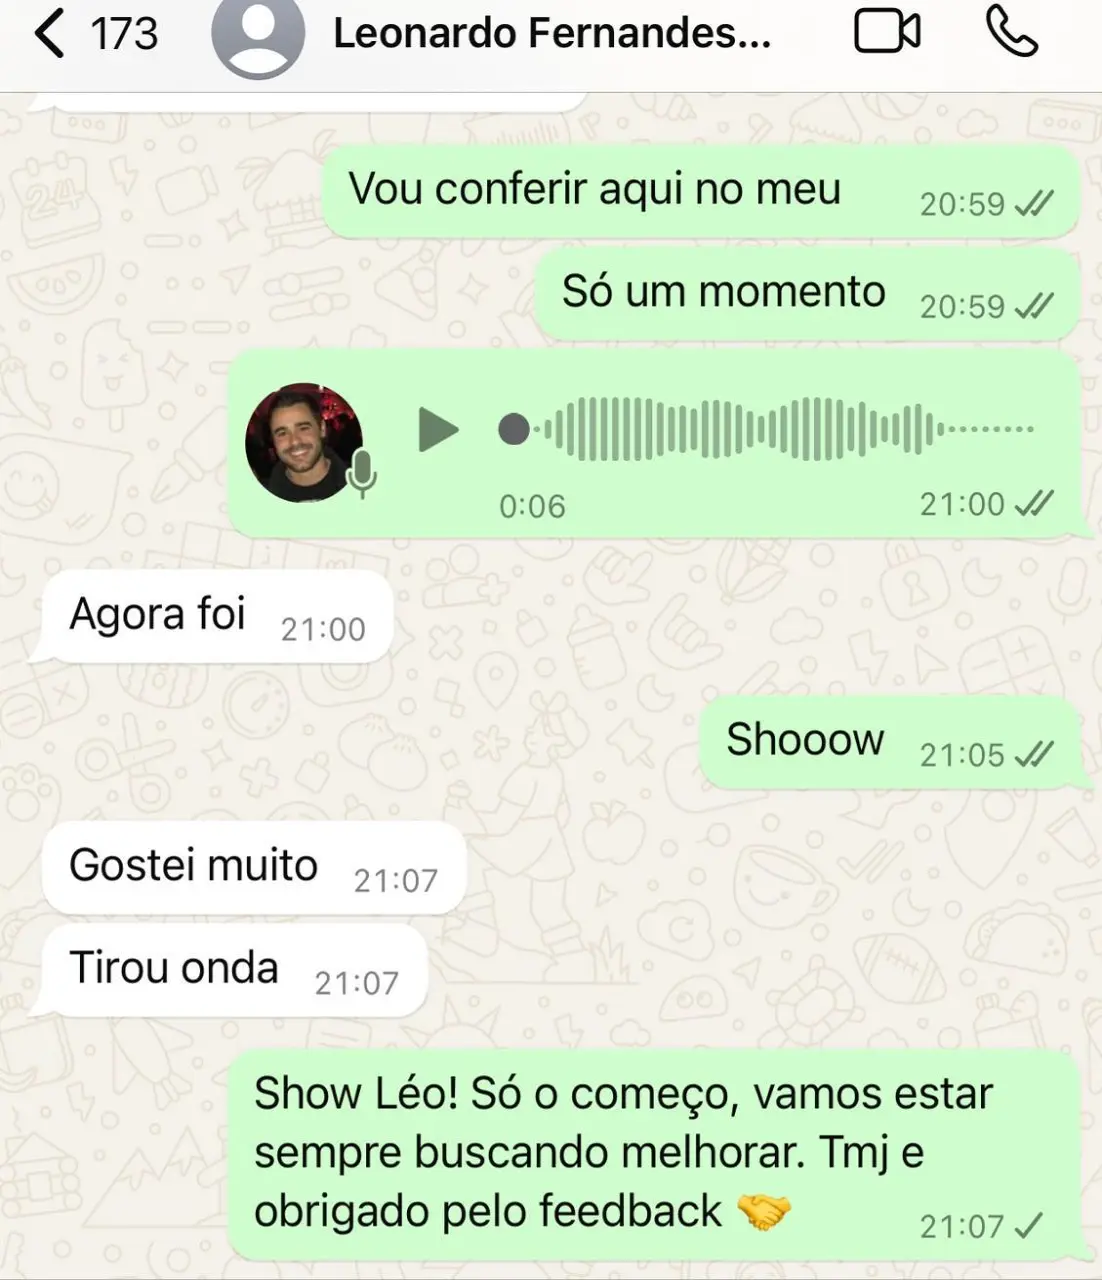 173
Leonardo Fernandes...
Vou conferir aqui no meu
20:59
Só um momento
20:59
0:06
21:00
Agora foi
21:00
Shooow
21:05
Gostei muito
21:07
Tirou onda
21:07
Show Léo! Só o começo, vamos estar
sempre buscando melhorar. Tmj e
obrigado pelo feedback 🤝
21:07